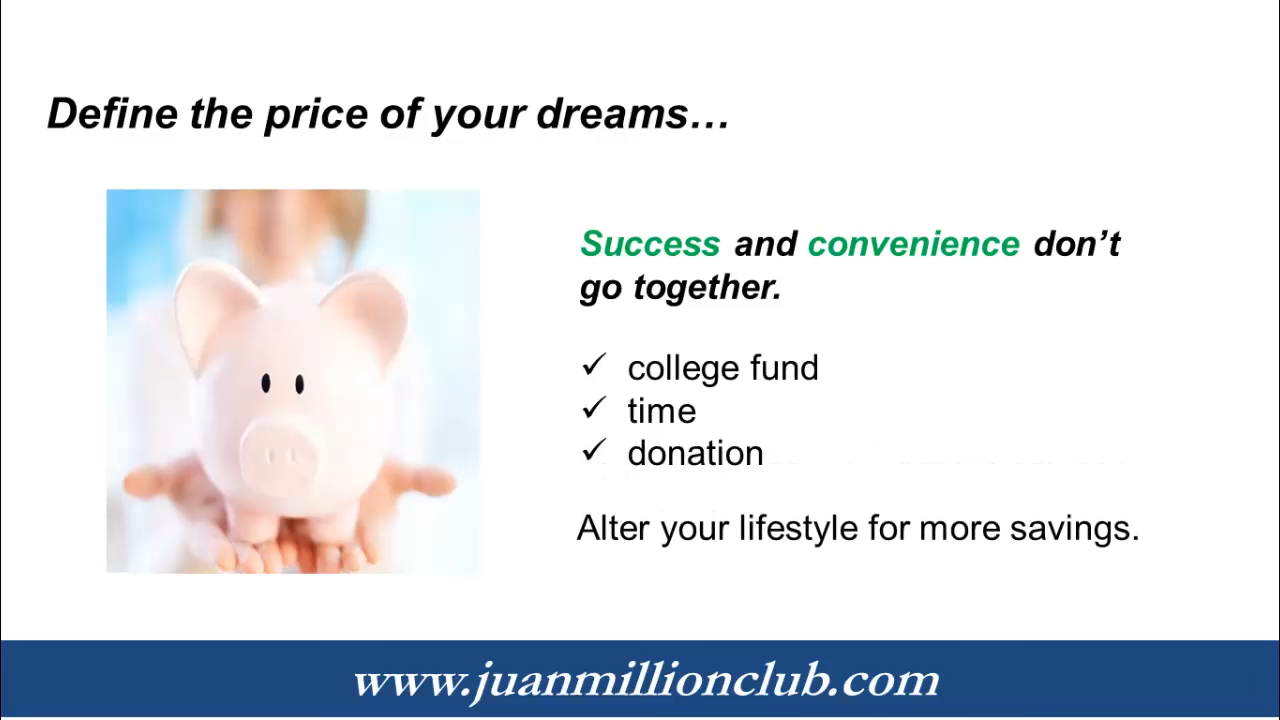 Define the price of your dreams…
Success and convenience don’t
go together.
✓ college fund
✓ time
✓ donation
Alter your lifestyle for more savings.
www.juanmillionclub.com